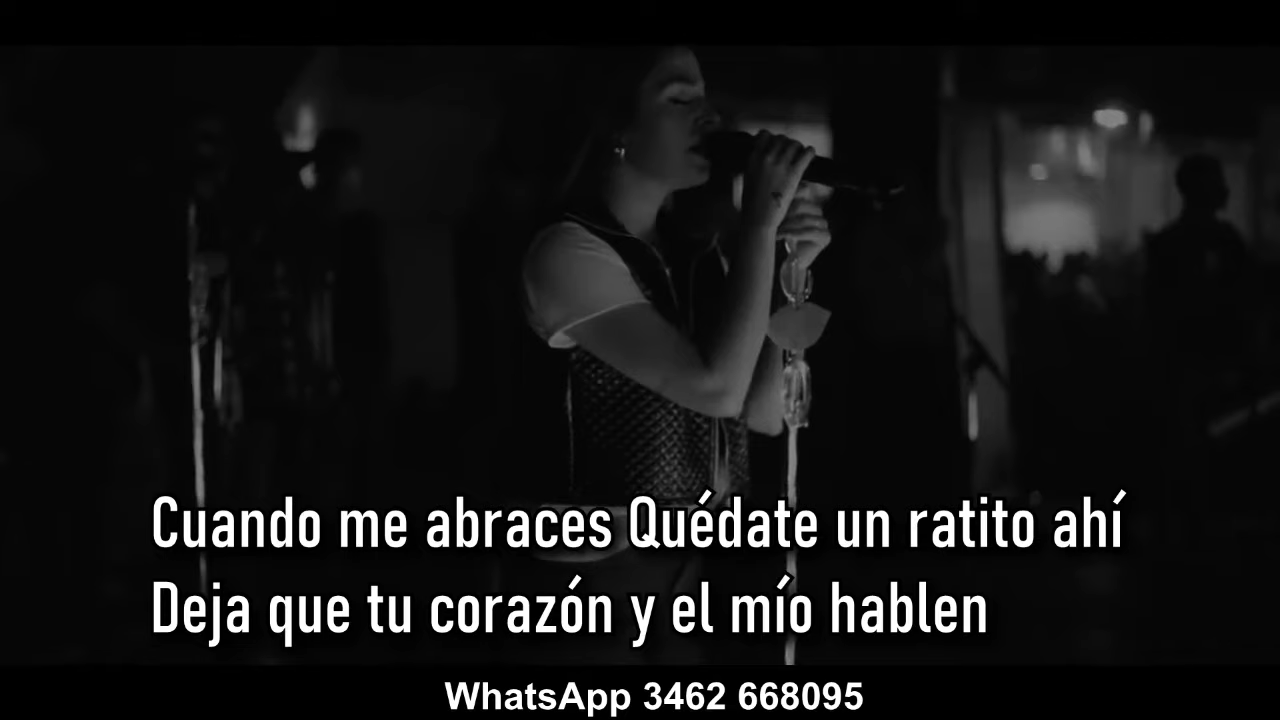 Cuando me abraces Quédate un ratito ahí
Deja que tu corazón y el mío hablen
WhatsApp 3462 668095